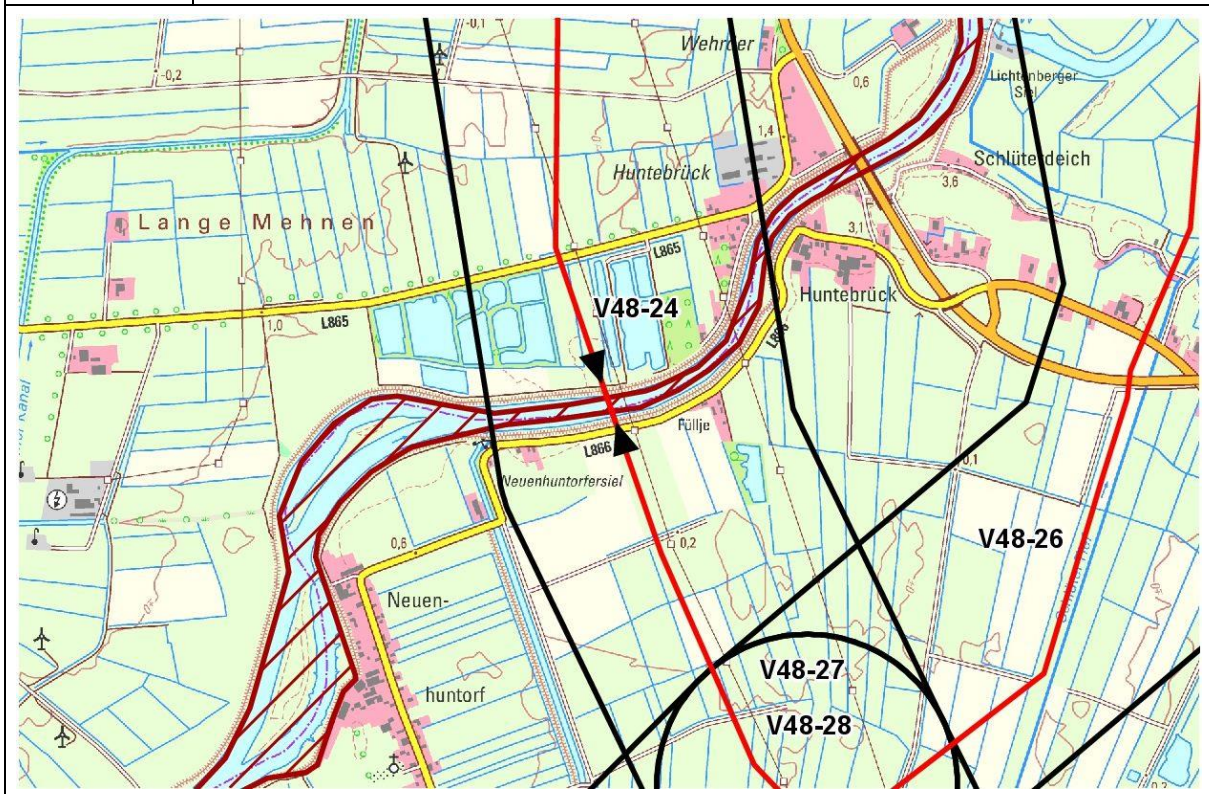 -0,1
Wehrder
0,6
-0,2
Lichtenberger
Siel
1,4
Huntebrück
Schlüterdeich
3,6
Lange Mehnen
L865
3,1
V48-24
Huntebrück
1,0
L865
Füllje
L866
Neuenhuntorfersiel
0,1
V48-26
0,6
0,2
Neuen-
V48-27
huntorf
V48-28